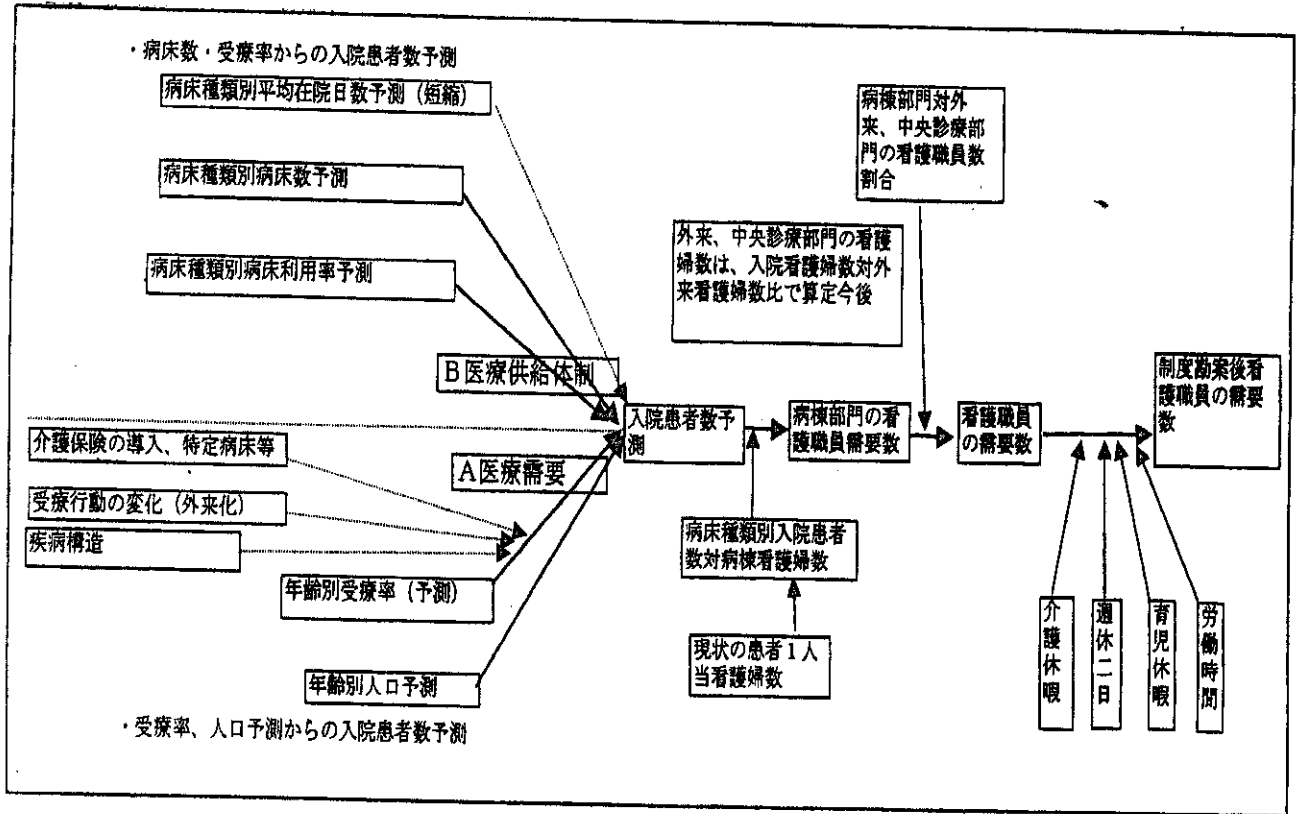 ・病床数・受療率からの入院患者数予測
病床種類別平均在院日数予測（短縮）
病床種類別病床数予測
病床種類別病床利用率予測
病棟部門対外
来、中央診療部
門の看護職員数
割合
外来、中央診療部門の看護
婦数は、入院看護婦数対外
来看護婦数比で算定今後
B医療供給体制
入院患者数予
測
病棟部門の看
護職員需要数
看護職員
の需要数
制度勘案後看
護職員の需要
数
介護保険の導入、特定病床等
A医療需要
受療行動の変化（外来化）
疾病構造
病床種類別入院患者
数対病棟看護婦数
年齢別受療率（予測）
現状の患者１人
当看護婦数
介護休暇
週休二日
育児休暇
労働時間
年齢別人口予測
・受療率、人口予測からの入院患者数予測